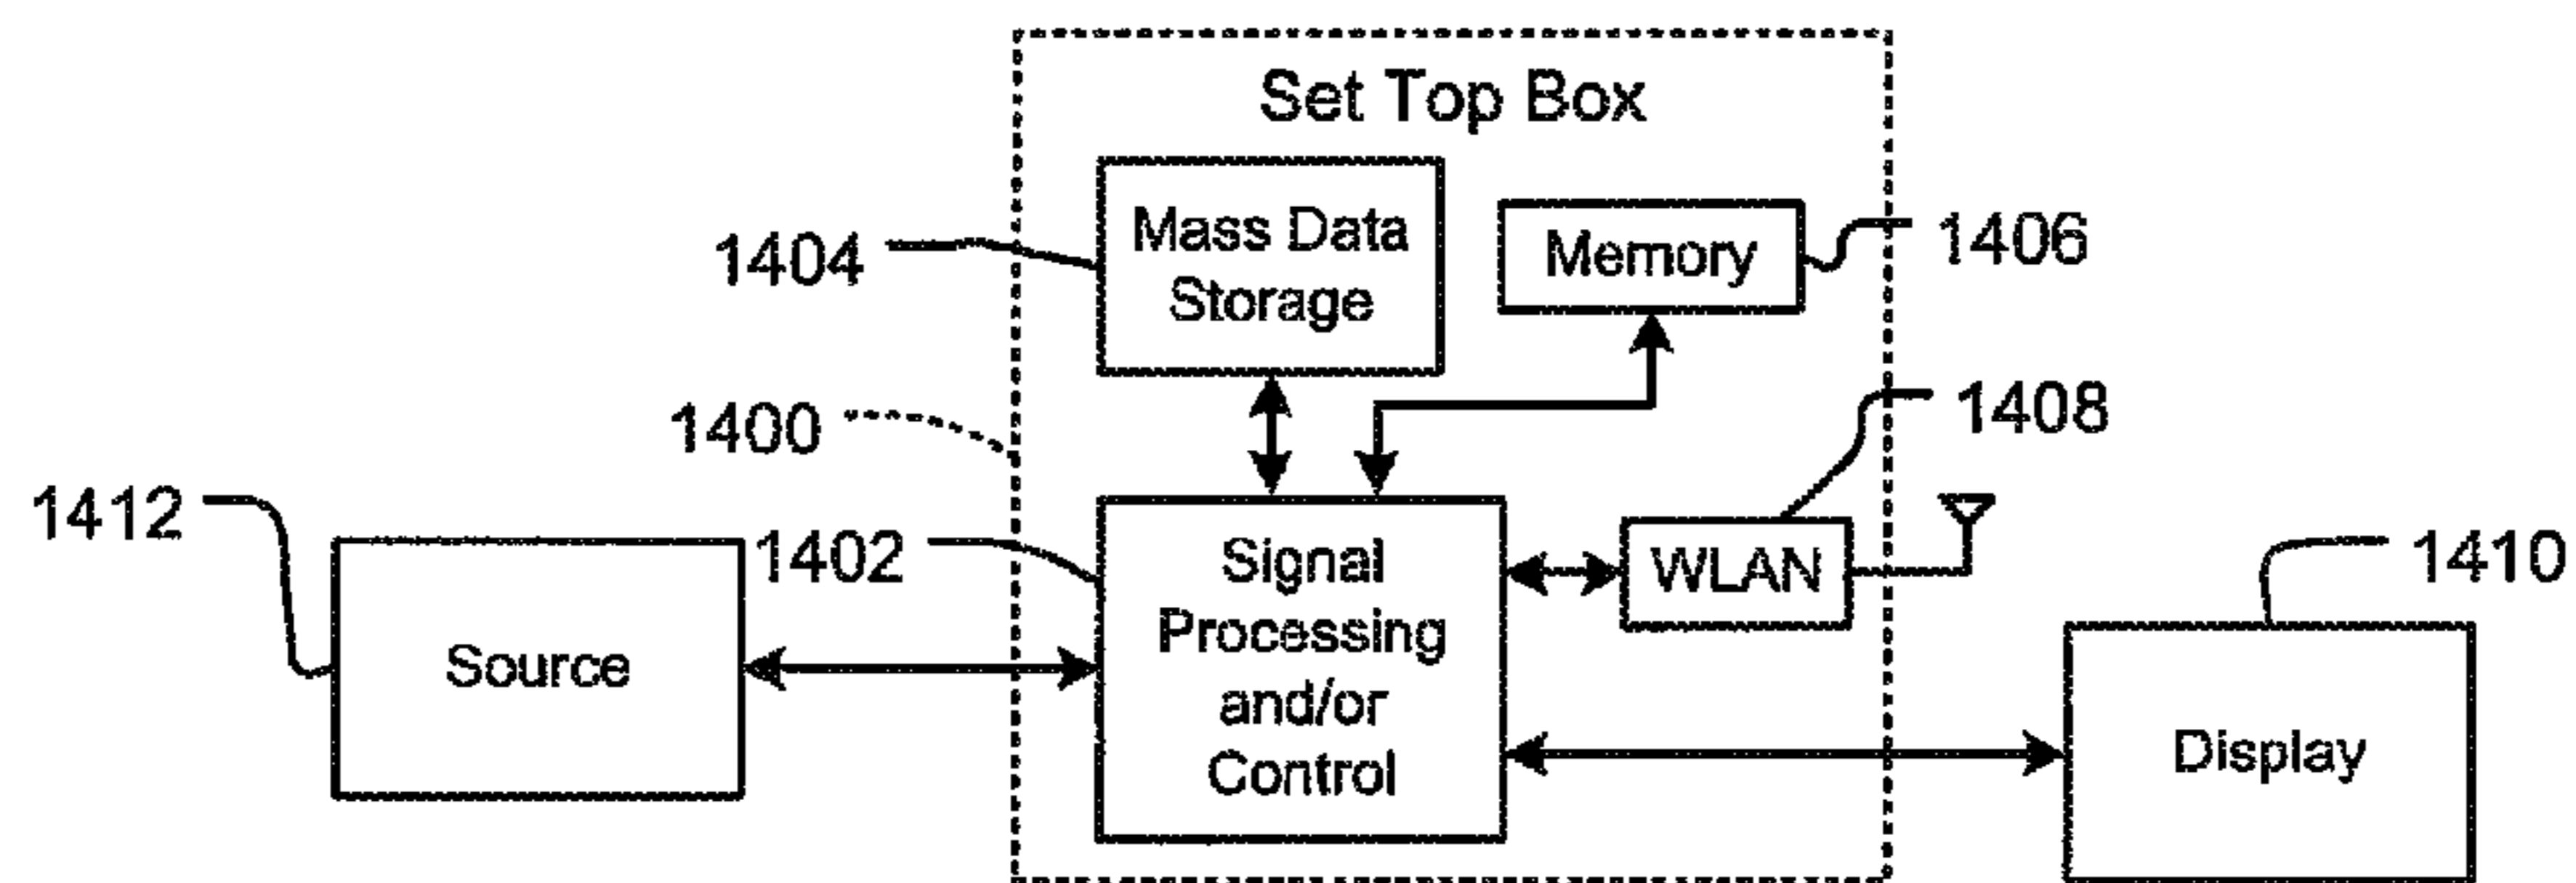 Set Top Box
1404
Mass Data
Storage
Memory
1406
1400
1408
1412
Source
1402
Signal
Processing
and/or
Control
WLAN
1410
Display